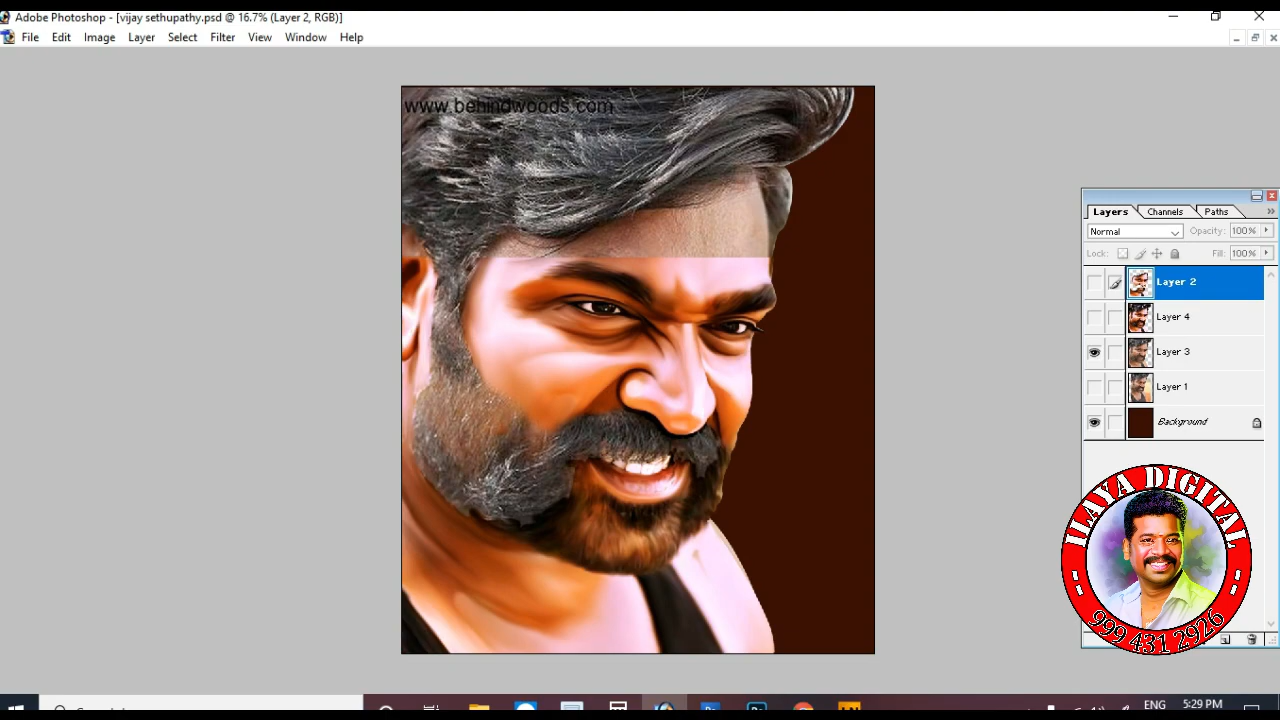 Adobe Photoshop - [vijay sethupathy.psd @ 16.7% (Layer 2, RGB)]
File Edit Image Layer Select Filter View Window Help
www.behindwoods.com
Layers Channels Paths
Normal Opacity: 100%
Lock: Fill: 100%
Layer 2
Layer 4
Layer 3
Layer 1
Background
ILAYA DIGITAL
999 431 2926
ENG 5:29 PM